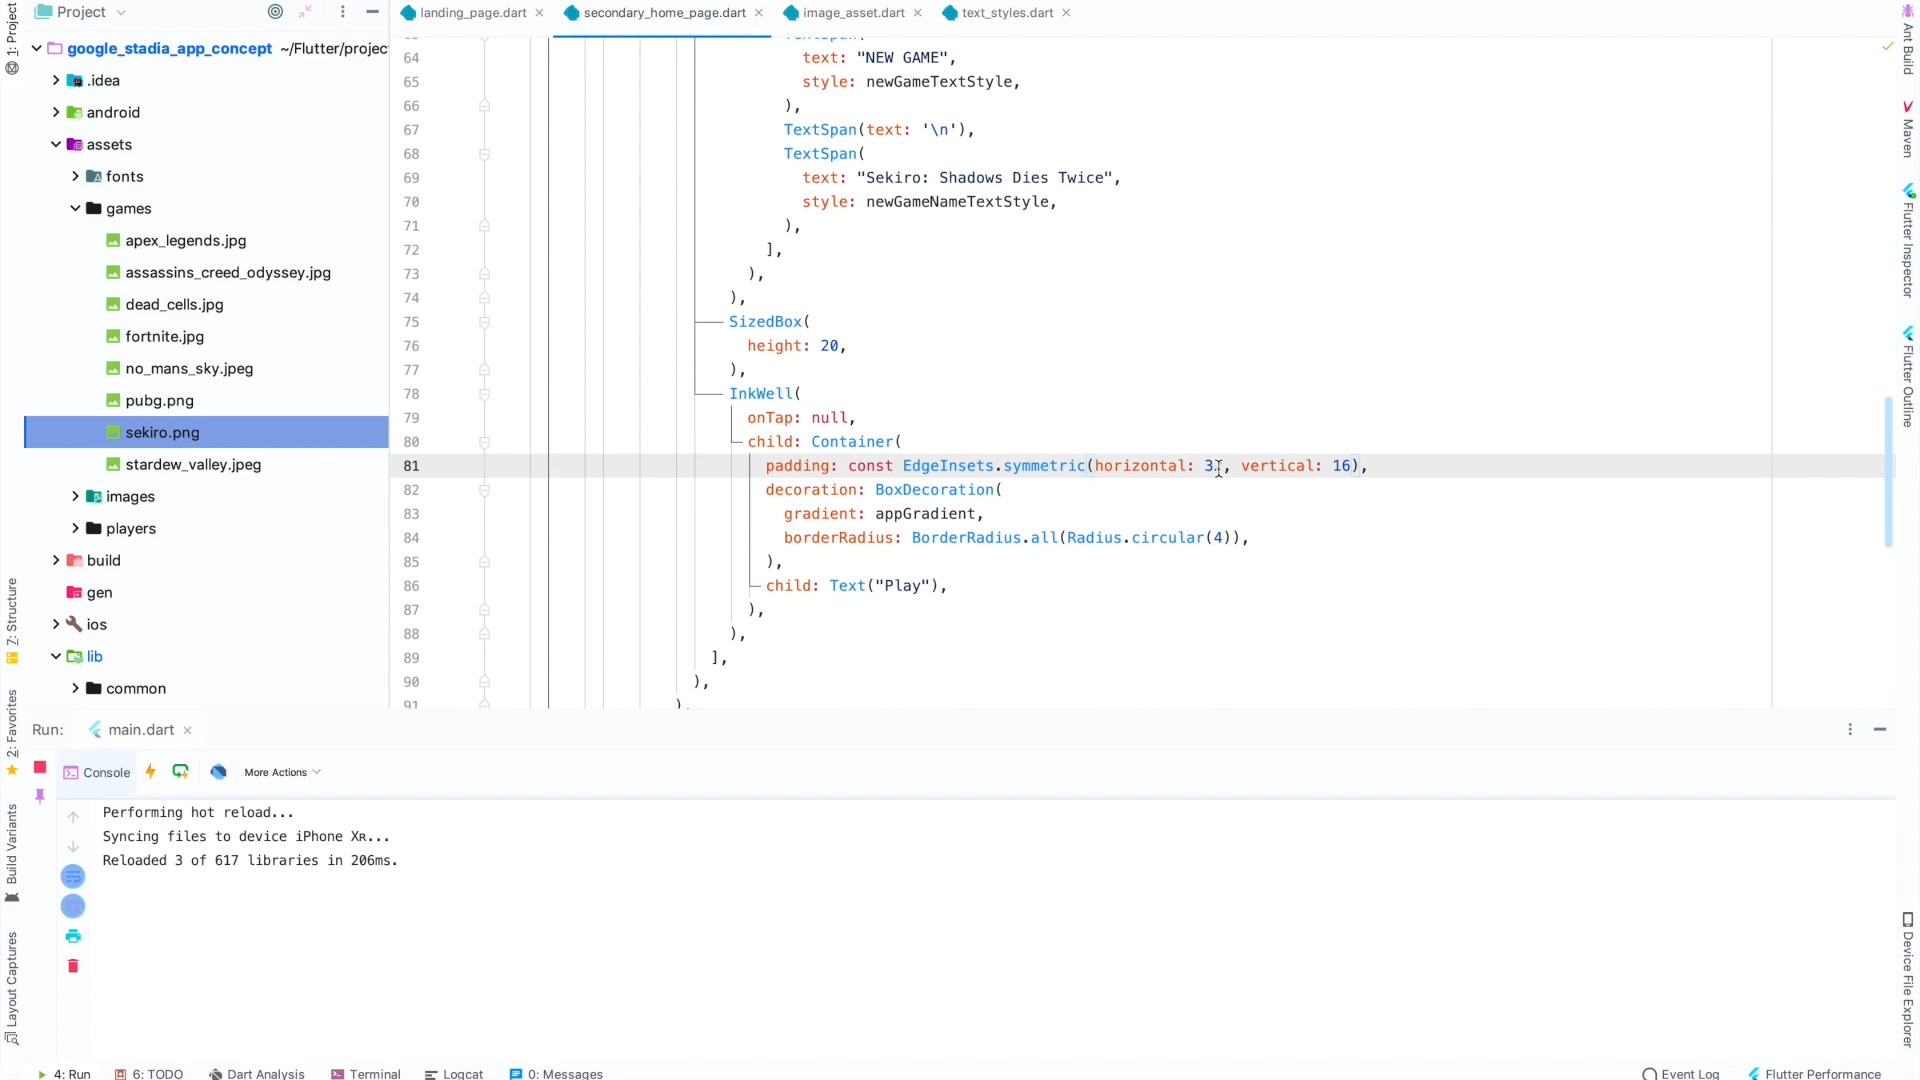 Project
landing_page.dart
secondary_home_page.dart
image_asset.dart
text_styles.dart
1: Project
google_stadia_app_concept ~/Flutter/projec
.idea
android
assets
fonts
games
apex_legends.jpg
assassins_creed_odyssey.jpg
dead_cells.jpg
fortnite.jpg
no_mans_sky.jpeg
pubg.png
sekiro.png
stardew_valley.jpeg
images
players
build
gen
ios
lib
common
64 text: "NEW GAME",
65 style: newGameTextStyle,
66 ),
67 TextSpan(text: '\n'),
68 TextSpan(
69 text: "Sekiro: Shadows Dies Twice",
70 style: newGameNameTextStyle,
71 ),
72 ],
73 ),
74 ),
75 SizedBox(
76 height: 20,
77 ),
78 InkWell(
79 onTap: null,
80 child: Container(
81 padding: const EdgeInsets.symmetric(horizontal: , vertical: 16),
82 decoration: BoxDecoration(
83 gradient: appGradient,
84 borderRadius: BorderRadius.all(Radius.circular(4)),
85 ),
86 child: Text("Play"),
87 ),
88 ),
89 ],
90 ),
91 )
Ant Build
Maven
Flutter Inspector
Flutter Outline
Device File Explorer
Z: Structure
2: Favorites
Build Variants
Layout Captures
Run: main.dart
Console
More Actions
Performing hot reload...
Syncing files to device iPhone Xʀ...
Reloaded 3 of 617 libraries in 206ms.
4: Run
6: TODO
Dart Analysis
Terminal
Logcat
0: Messages
Event Log
Flutter Performance